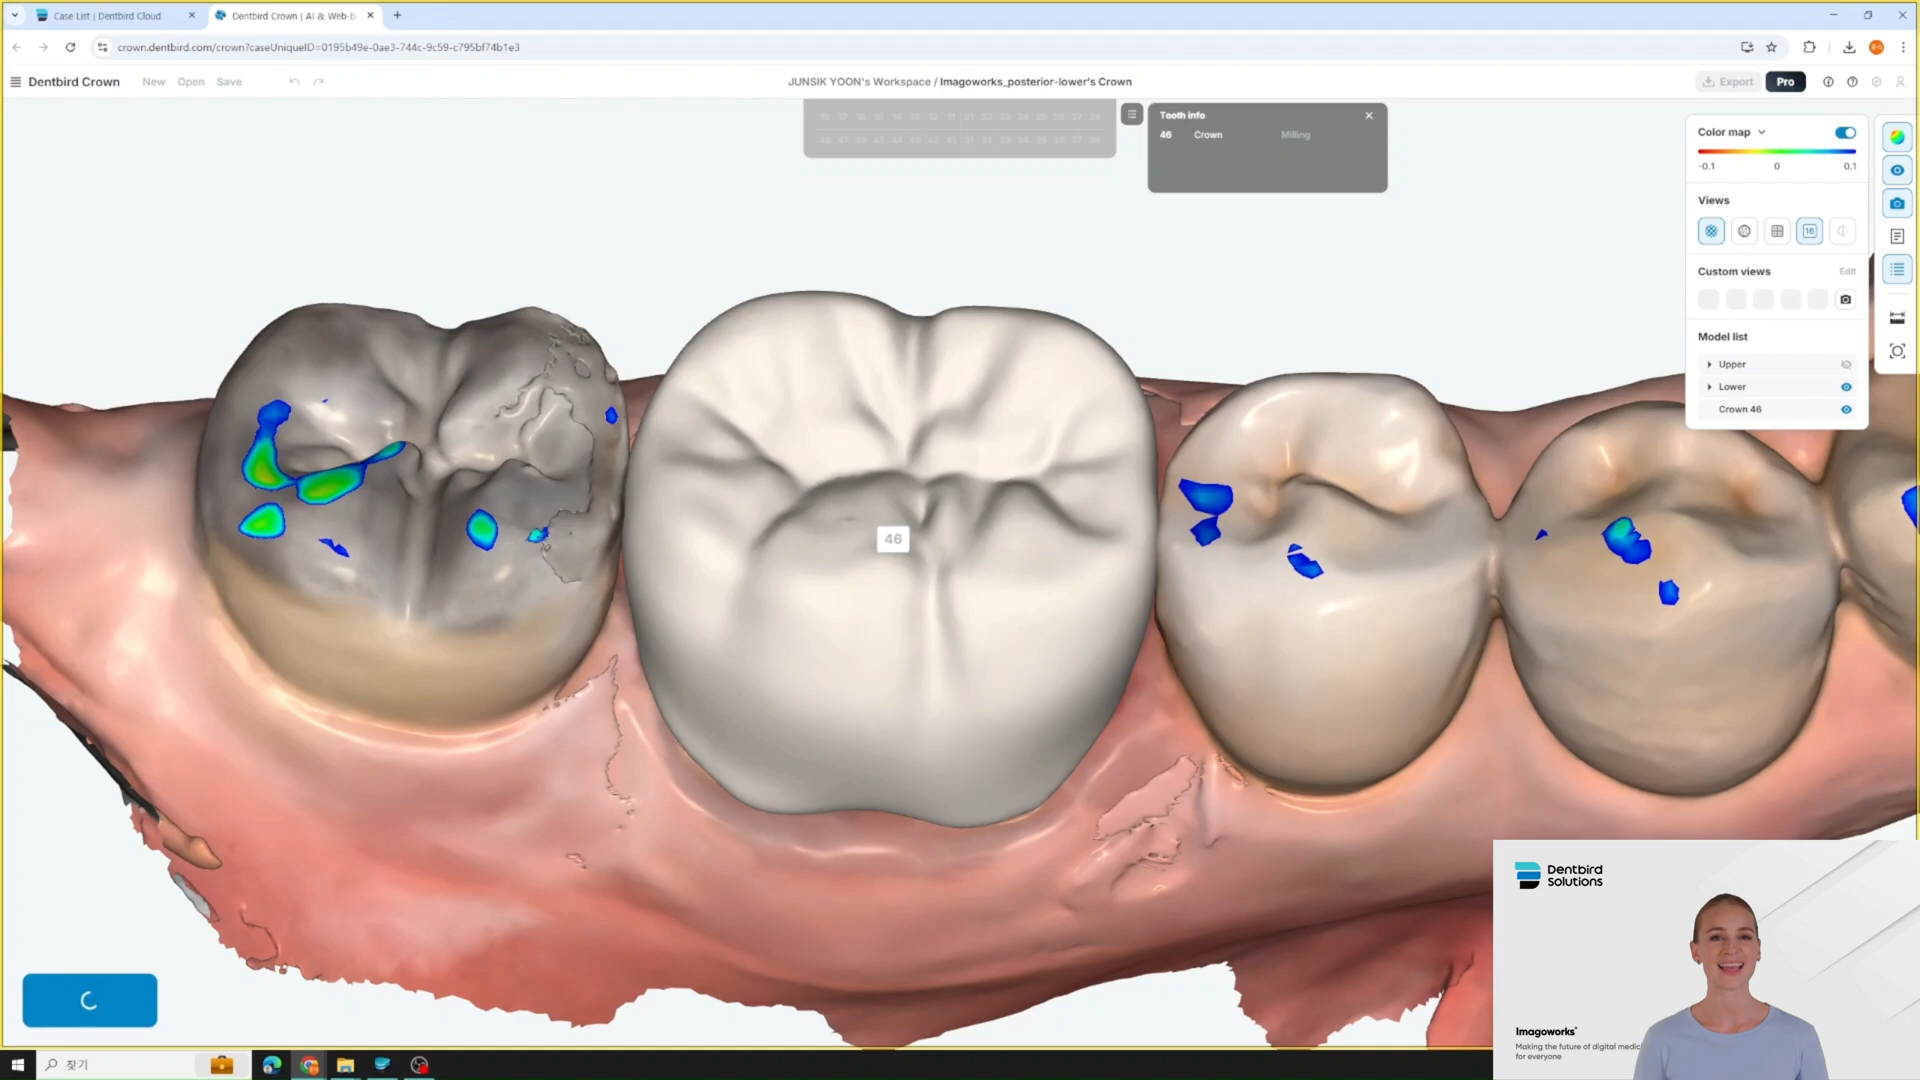 Case List | Dentbird Cloud
Dentbird Crown | AI & Web-b
crown.dentbird.com/crown?caseUniqueID=0195b49e-0ae3-744c-9c59-c795bf74b1e3
Dentbird Crown
New
Open
Save
JUNSIK YOON's Workspace / Imagoworks_posterior-lower's Crown
Export
Pro
Tooth info
46 Crown Milling
Color map
-0.1 0 0.1
Views
16
Custom views
Edit
Model list
Upper
Lower
Crown 46
46
Dentbird
Solutions
Imagoworks
Making the future of digital medic
for everyone
찾기